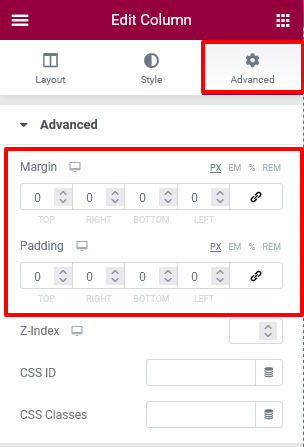 Edit Column
Layout Style Advanced
Advanced
Margin PX EM % REM
0 0 0 0
TOP RIGHT BOTTOM LEFT
Padding PX EM % REM
0 0 0 0
TOP RIGHT BOTTOM LEFT
Z-Index
CSS ID
CSS Classes